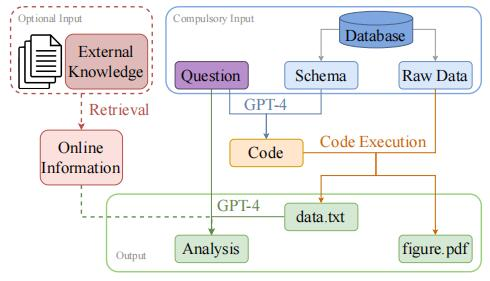 Optional Input
External
Knowledge
Compulsory Input
Database
Question
Schema
Raw Data
Retrieval
GPT-4
Online
Information
Code
Code Execution
GPT-4
data.txt
Output
Analysis
figure.pdf